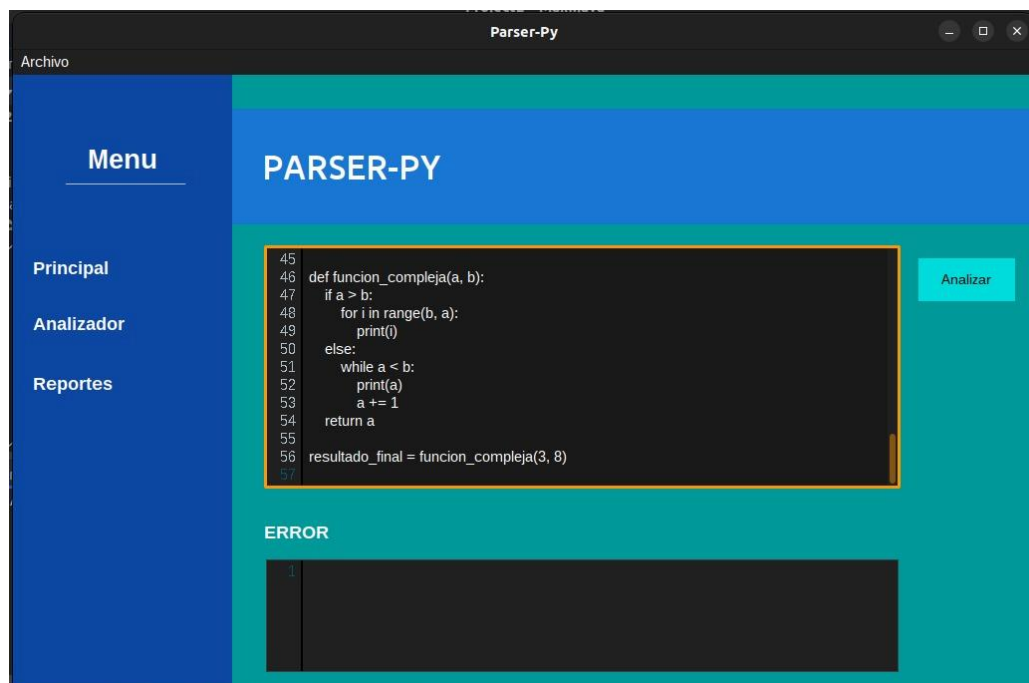 Parser-Py
Archivo
Menu
PARSER-PY
Principal
Analizador
Reportes
45
46 def funcion_compleja(a, b):
47 if a > b:
48 for i in range(b, a):
49 print(i)
50 else:
51 while a < b:
52 print(a)
53 a += 1
54 return a
55
56 resultado_final = funcion_compleja(3, 8)
57
Analizar
ERROR
1